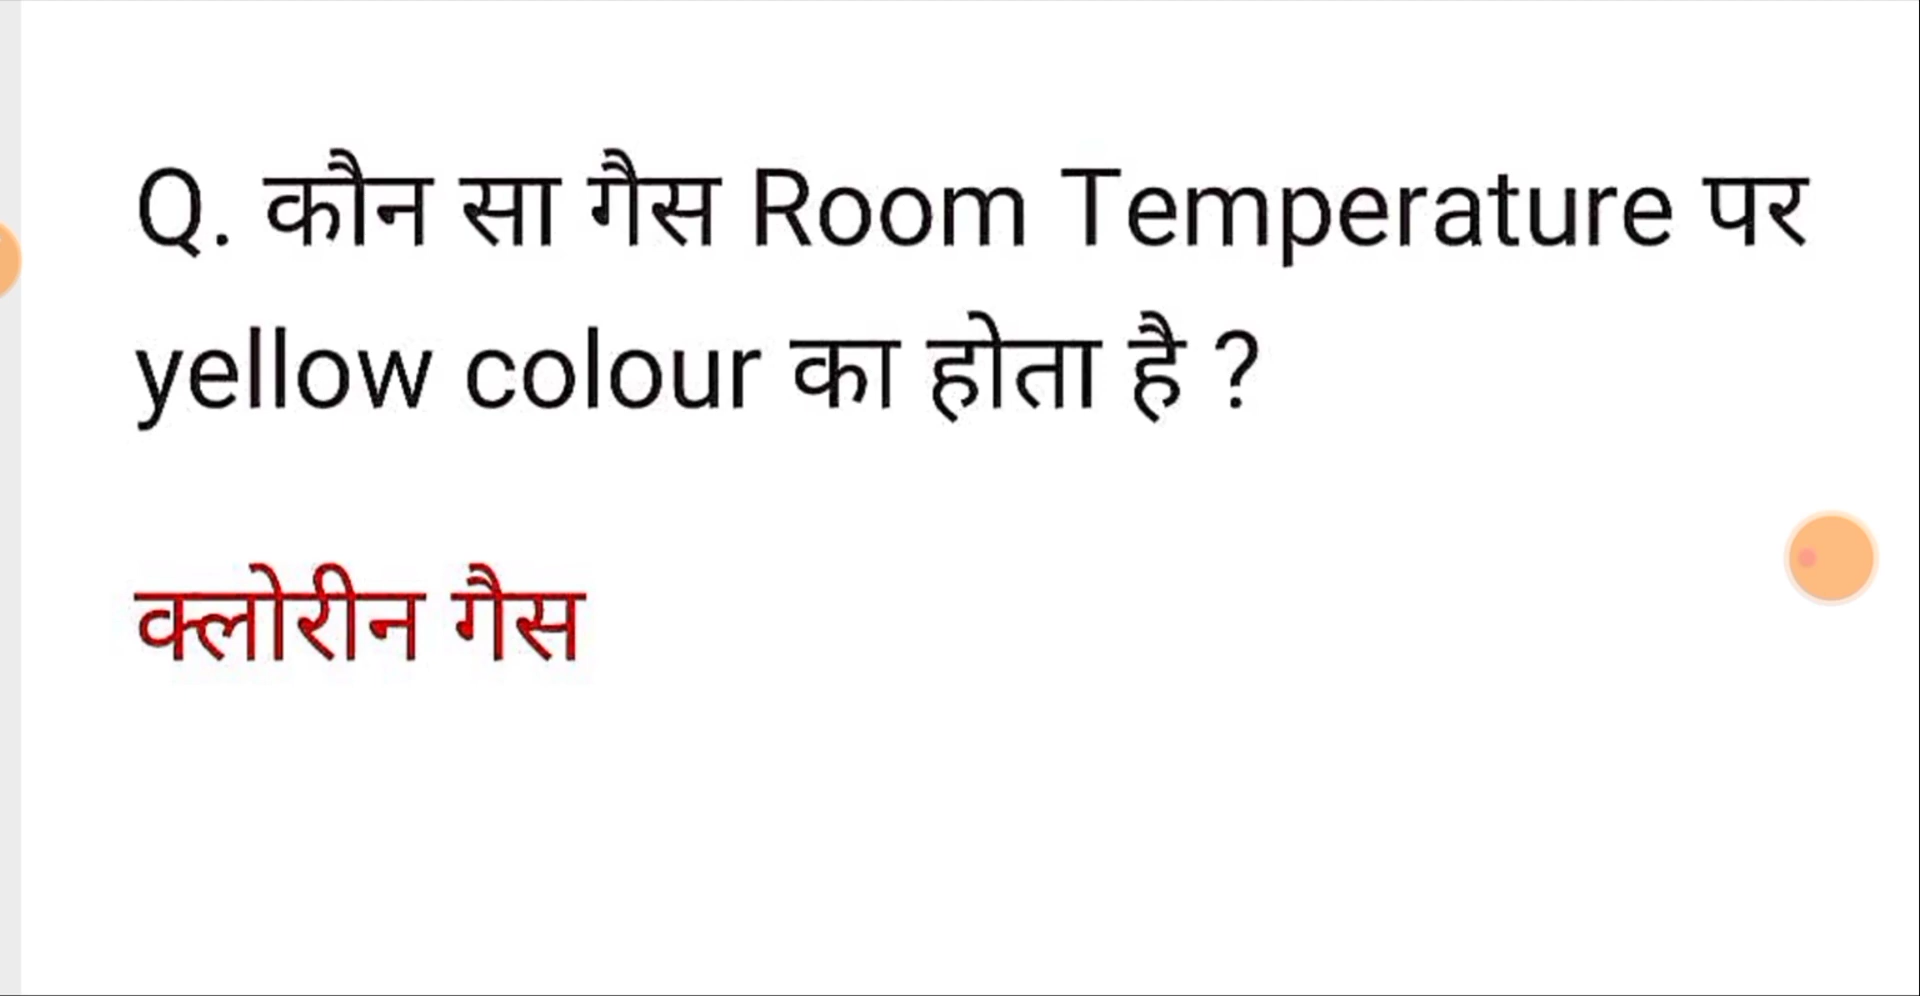 Q. कौन सा गैस Room Temperature पर
yellow colour का होता है ?
क्लोरीन गैस